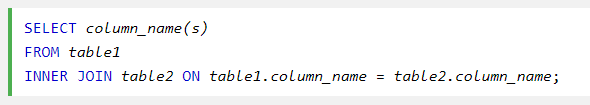 SELECT column_name(s)
FROM table1
INNER JOIN table2 ON table1.column_name = table2.column_name;